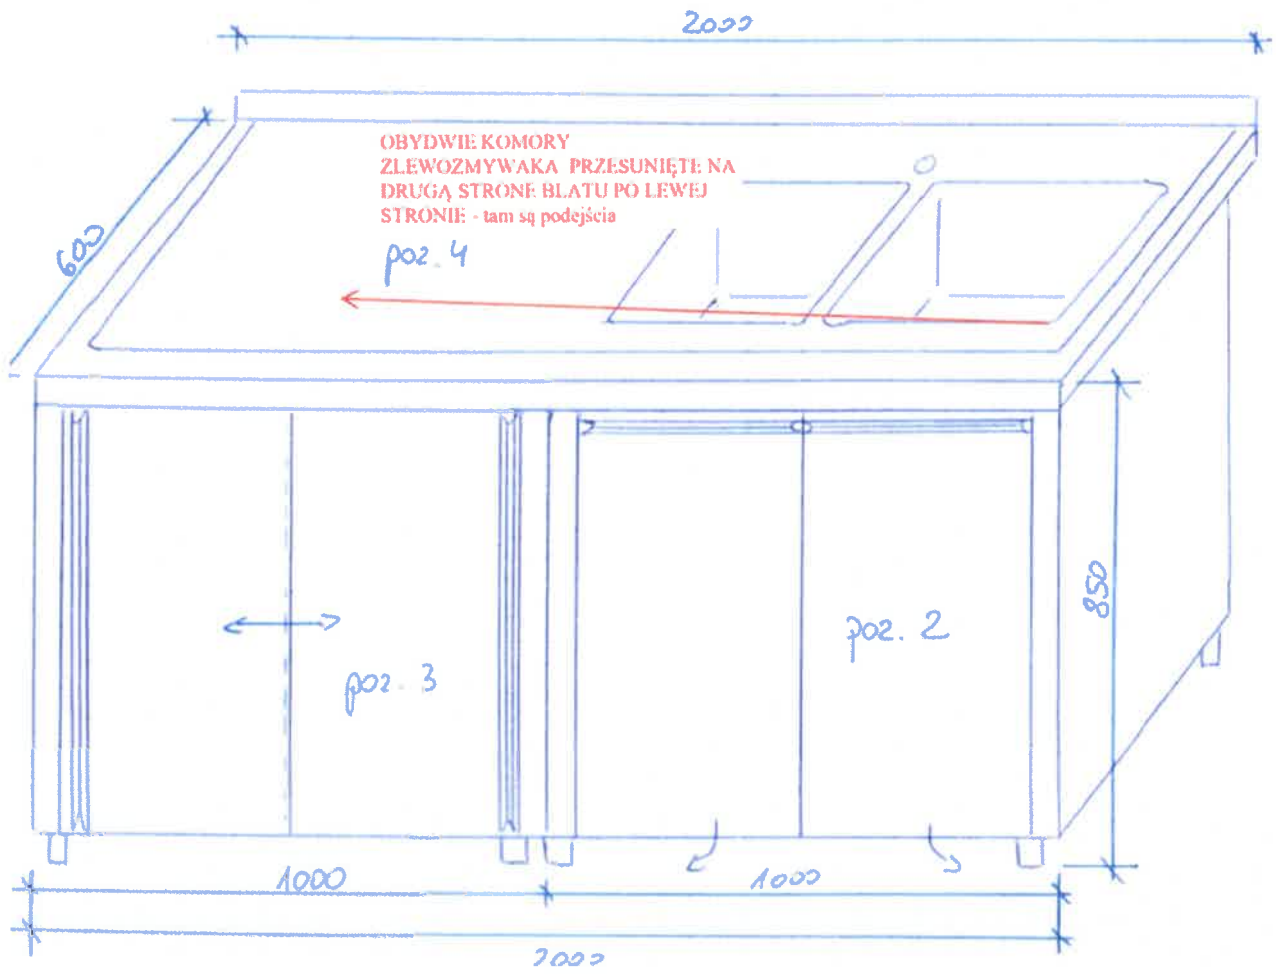 2000
OBYDWIE KOMORY
ZLEWOZMYWAKA PRZESUNIĘTE NA
DRUGĄ STRONE BLATU PO LEWEJ
STRONIE - tam są podejścia
600
poz. 4
850
poz. 2
poz. 3
1000
1000
2000